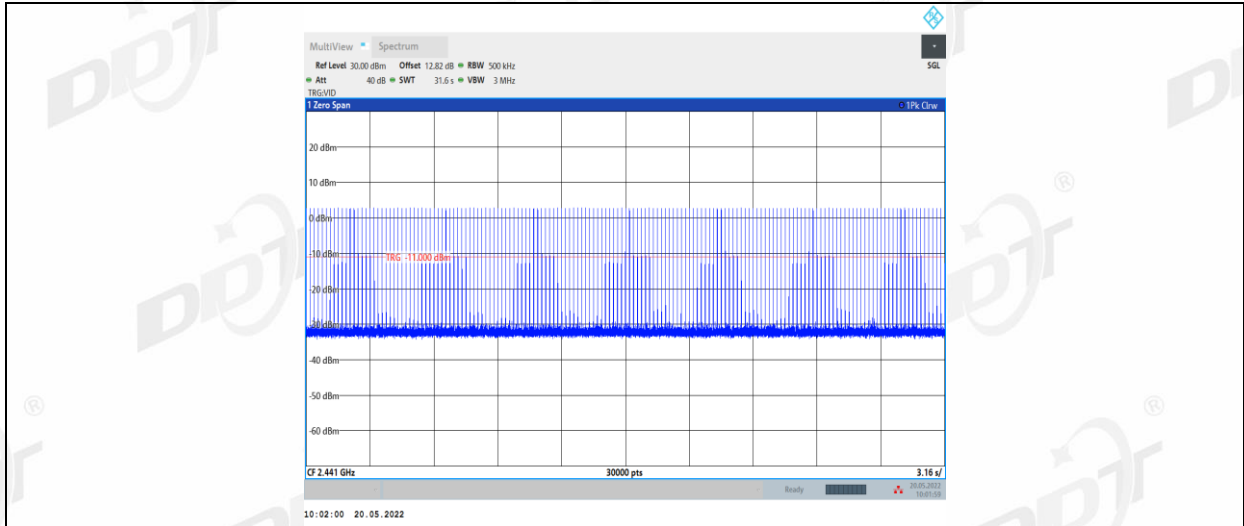 MultiView Spectrum
Ref Level 30.00 dBm Offset 12.82 dB RBW 500 kHz SGL
Att 40 dB SWT 31.6 s VBW 3 MHz
TRG:VID
1 Zero Span 1Pk Clrw
20 dBm
10 dBm
0 dBm
-10 dBm TRG -11.000 dBm
-20 dBm
-30 dBm
-40 dBm
-50 dBm
-60 dBm
CF 2.441 GHz 30000 pts 3.16 s/
Ready 20.05.2022
10:01:59
10:02:00 20.05.2022
DDT
®